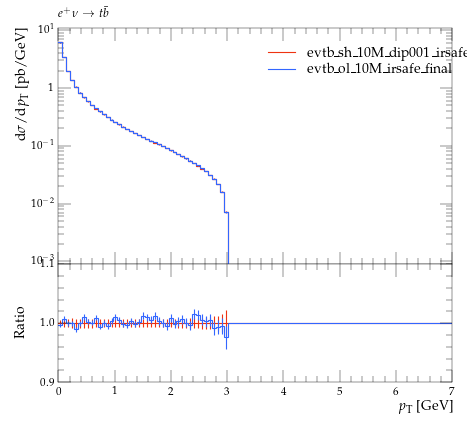 e⁺ν → tb̄
dσ/dp_T [pb/GeV]
10¹
1
10⁻¹
10⁻²
10⁻³
evtb_sh_10M_dip001_irsafe
evtb_ol_10M_irsafe_final
Ratio
1.1
1.0
0.9
0 1 2 3 4 5 6 7
p_T [GeV]